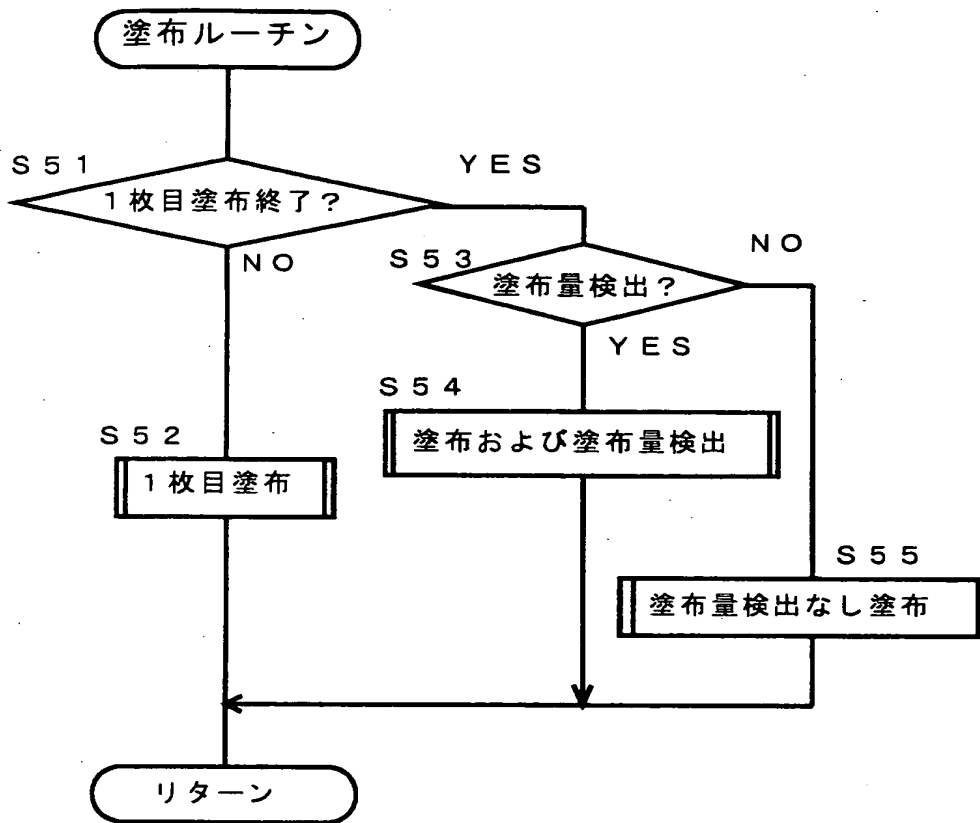 塗布ルーチン
S51
YES
1枚目塗布終了?
NO
S53
NO
塗布量検出?
YES
S54
塗布および塗布量検出
S52
1枚目塗布
S55
塗布量検出なし塗布
リターン